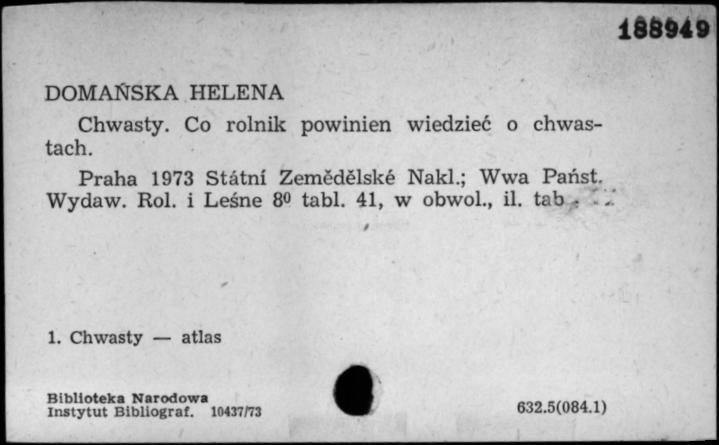 188949
DOMAŃSKA HELENA
Chwasty. Co rolnik powinien wiedzieć o chwas-
tach.
Praha 1973 Státní Zemědělské Nakl.; Wwa Państ.
Wydaw. Rol. i Leśne 8⁰ tabl. 41, w obwol., il. tab.
1. Chwasty — atlas
Biblioteka Narodowa
Instytut Bibliograf. 10437/73
632.5(084.1)